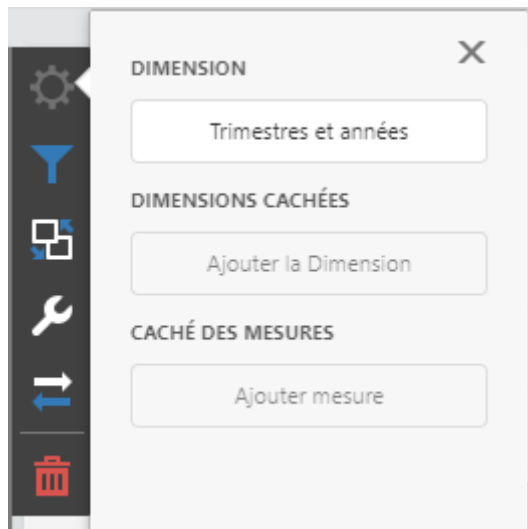 DIMENSION
Trimestres et années
DIMENSIONS CACHÉES
Ajouter la Dimension
CACHÉ DES MESURES
Ajouter mesure